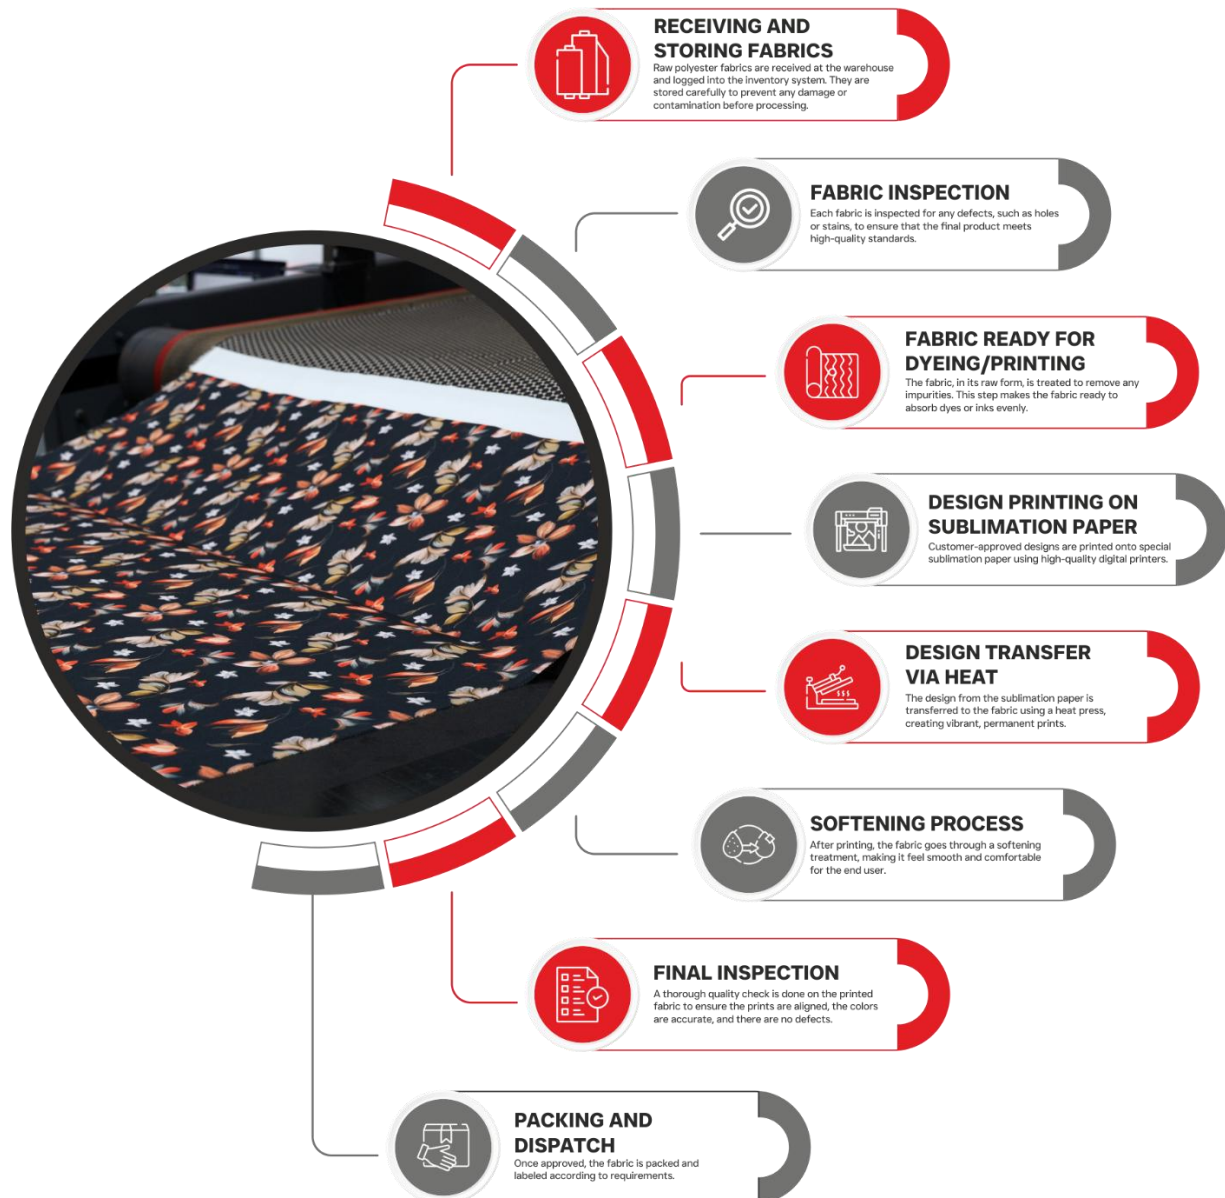 RECEIVING AND
STORING FABRICS
Raw polyester fabrics are received at the warehouse
and logged into the inventory system. They are
stored carefully to prevent any damage or
contamination before processing.
FABRIC INSPECTION
Each fabric is inspected for any defects, such as holes
or stains, to ensure that the final product meets
high-quality standards.
FABRIC READY FOR
DYEING/PRINTING
The fabric, in its raw form, is treated to remove any
impurities. This step makes the fabric ready to
absorb dyes or inks evenly.
DESIGN PRINTING ON
SUBLIMATION PAPER
Customer-approved designs are printed onto special
sublimation paper using high-quality digital printers.
DESIGN TRANSFER
VIA HEAT
The design from the sublimation paper is
transferred to the fabric using a heat press,
creating vibrant, permanent prints.
SOFTENING PROCESS
After printing, the fabric goes through a softening
treatment, making it feel smooth and comfortable
for the end user.
FINAL INSPECTION
A thorough quality check is done on the printed
fabric to ensure the prints are aligned, the colors
are accurate, and there are no defects.
PACKING AND
DISPATCH
Once approved, the fabric is packed and
labeled according to requirements.